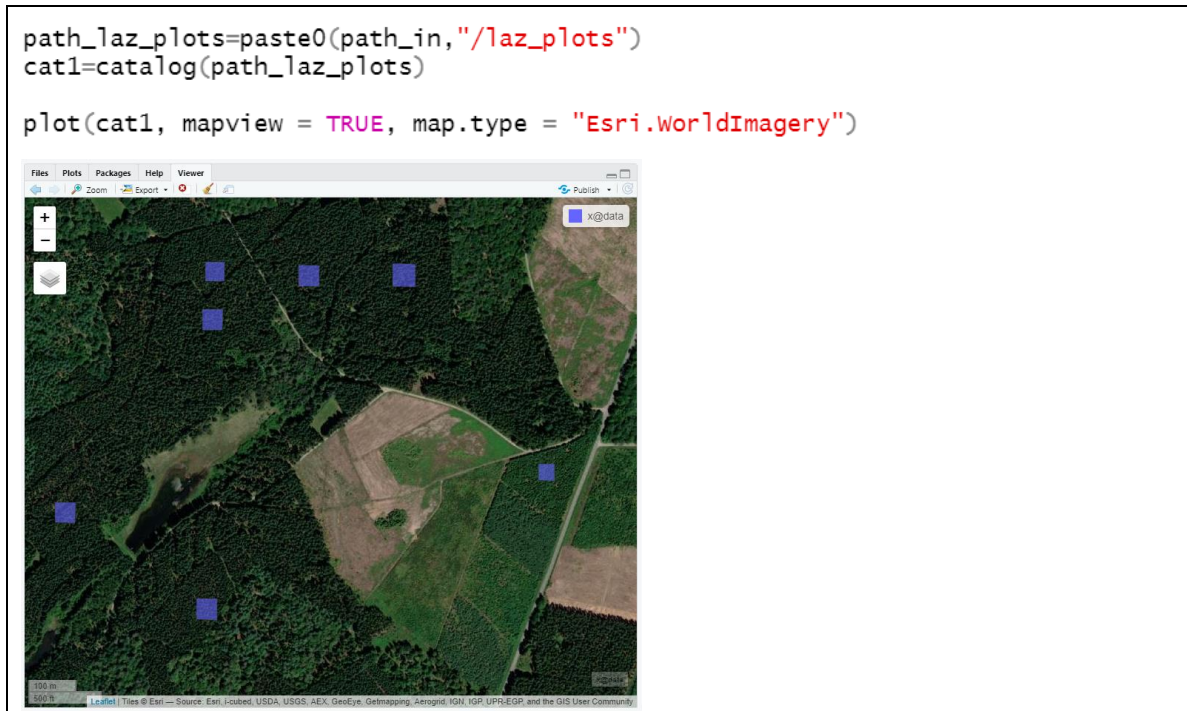 path_laz_plots=paste0(path_in,"/laz_plots")
cat1=catalog(path_laz_plots)
plot(cat1, mapview = TRUE, map.type = "Esri.WorldImagery")
Files Plots Packages Help Viewer
Zoom Export Publish
+
x@data
−
100 m
x@data
500 ft
Leaflet | Tiles © Esri — Source: Esri, i-cubed, USDA, USGS, AEX, GeoEye, Getmapping, Aerogrid, IGN, IGP, UPR-EGP, and the GIS User Community